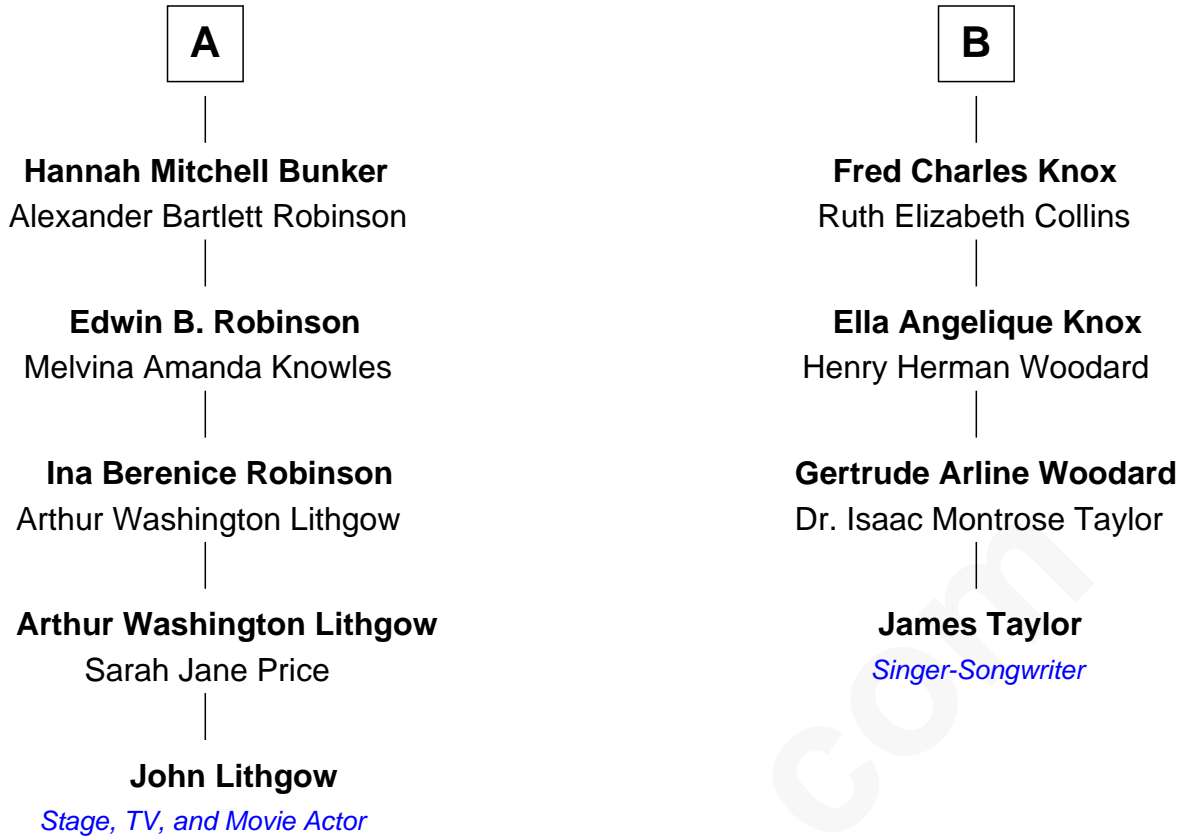 A
Hannah Mitchell Bunker
Alexander Bartlett Robinson
Edwin B. Robinson
Melvina Amanda Knowles
Ina Berenice Robinson
Arthur Washington Lithgow
Arthur Washington Lithgow
Sarah Jane Price
John Lithgow
Stage, TV, and Movie Actor
B
Fred Charles Knox
Ruth Elizabeth Collins
Ella Angelique Knox
Henry Herman Woodard
Gertrude Arline Woodard
Dr. Isaac Montrose Taylor
James Taylor
Singer-Songwriter
com